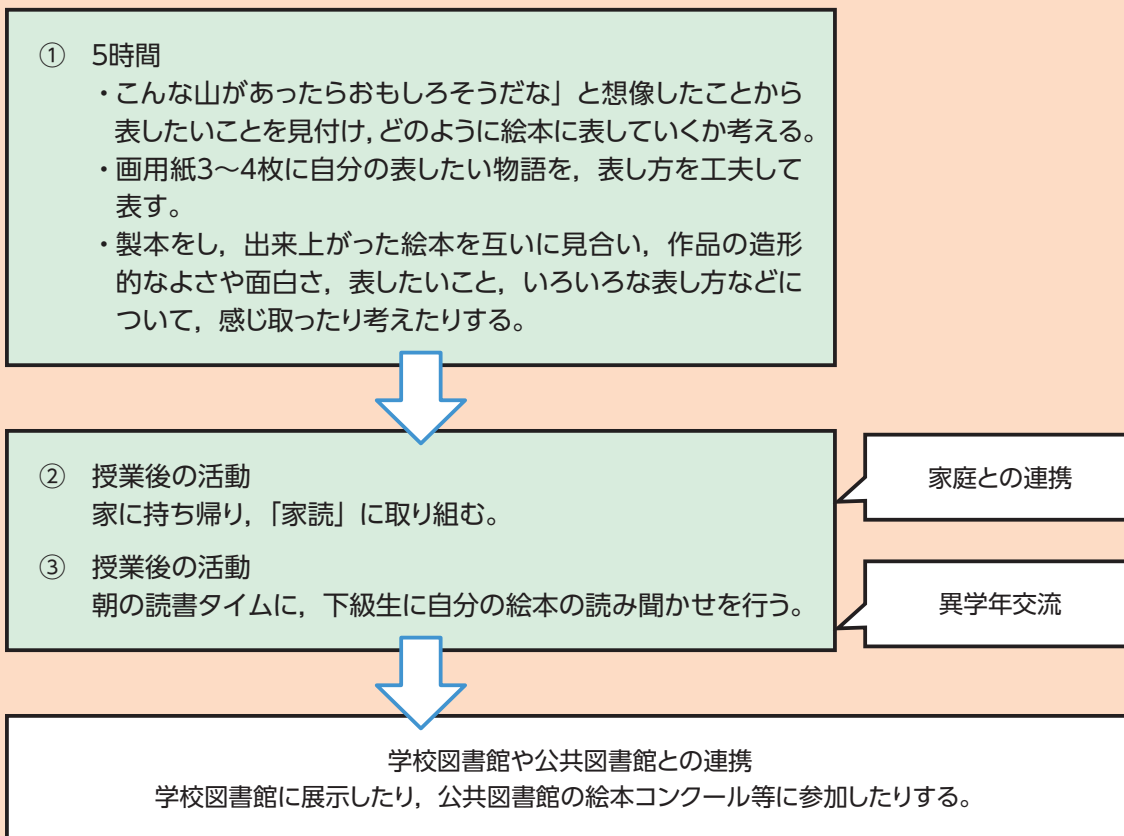 ① 5時間
・こんな山があったらおもしろそうだな」と想像したことから
表したいことを見付け,どのように絵本に表していくか考える。
・画用紙3〜4枚に自分の表したい物語を，表し方を工夫して
表す。
・製本をし，出来上がった絵本を互いに見合い，作品の造形
的なよさや面白さ，表したいこと，いろいろな表し方などに
ついて，感じ取ったり考えたりする。
② 授業後の活動
家に持ち帰り，「家読」に取り組む。
家庭との連携
③ 授業後の活動
朝の読書タイムに，下級生に自分の絵本の読み聞かせを行う。
異学年交流
学校図書館や公共図書館との連携
学校図書館に展示したり，公共図書館の絵本コンクール等に参加したりする。